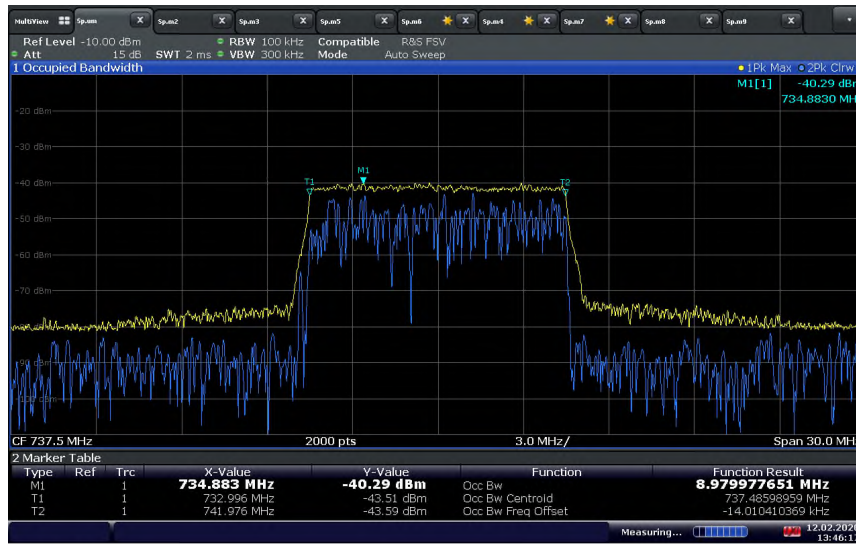 MultiView Sp.um X Sp.m2 X Sp.m3 X Sp.m5 X Sp.m6 X Sp.m4 X Sp.m7 X Sp.m8 X Sp.m9 X
Ref Level -10.00 dBm RBW 100 kHz Compatible R&S FSV
Att 15 dB SWT 2 ms VBW 300 kHz Mode Auto Sweep
1 Occupied Bandwidth 1Pk Max 2Pk Clrw
M1[1] -40.29 dBm
734.8830 MH
-20 dBm
-30 dBm
M1
-40 dBm T1 T2
-50 dBm
-60 dBm
-70 dBm
-90 dBm
-100 dBm
CF 737.5 MHz 2000 pts 3.0 MHz/ Span 30.0 MH
2 Marker Table
Type Ref Trc X-Value Y-Value Function Function Result
M1 1 734.883 MHz -40.29 dBm Occ Bw 8.979977651 MHz
T1 1 732.996 MHz -43.51 dBm Occ Bw Centroid 737.48598959 MHz
T2 1 741.976 MHz -43.59 dBm Occ Bw Freq Offset -14.010410369 kHz
Measuring... 12.02.2020
13:46:1